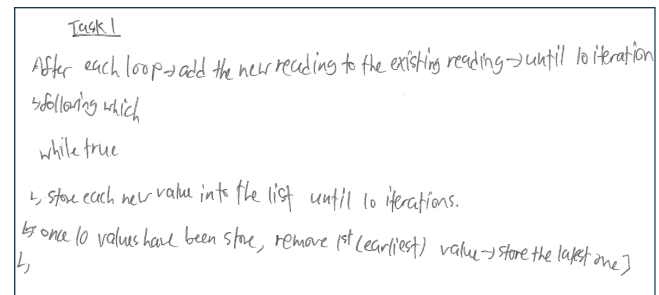 Task 1
After each loop → add the new reading to the existing reading → until 10 iteration
↳ following which
while true
↳ store each new value into the list until 10 iterations.
↳ once 10 values have been store, remove 1st (earliest) value → store the latest one]
↳